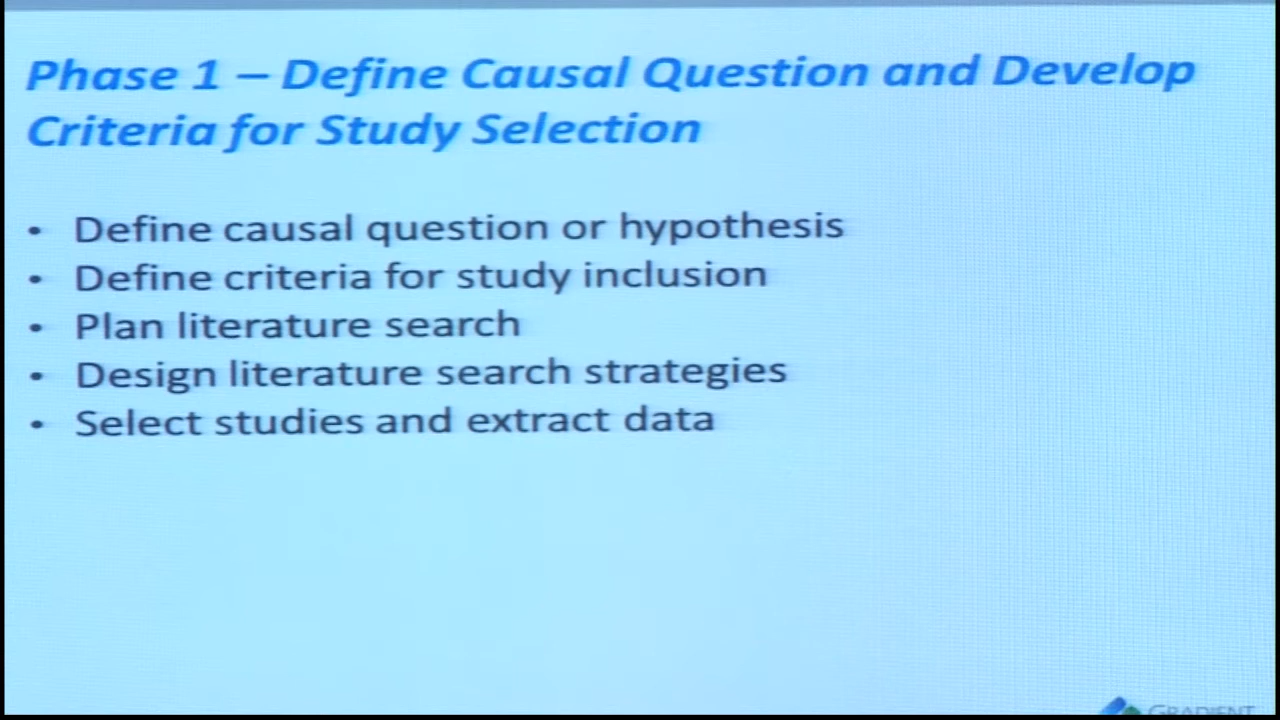 Phase 1 – Define Causal Question and Develop
Criteria for Study Selection
• Define causal question or hypothesis
• Define criteria for study inclusion
• Plan literature search
• Design literature search strategies
• Select studies and extract data
GRADIENT